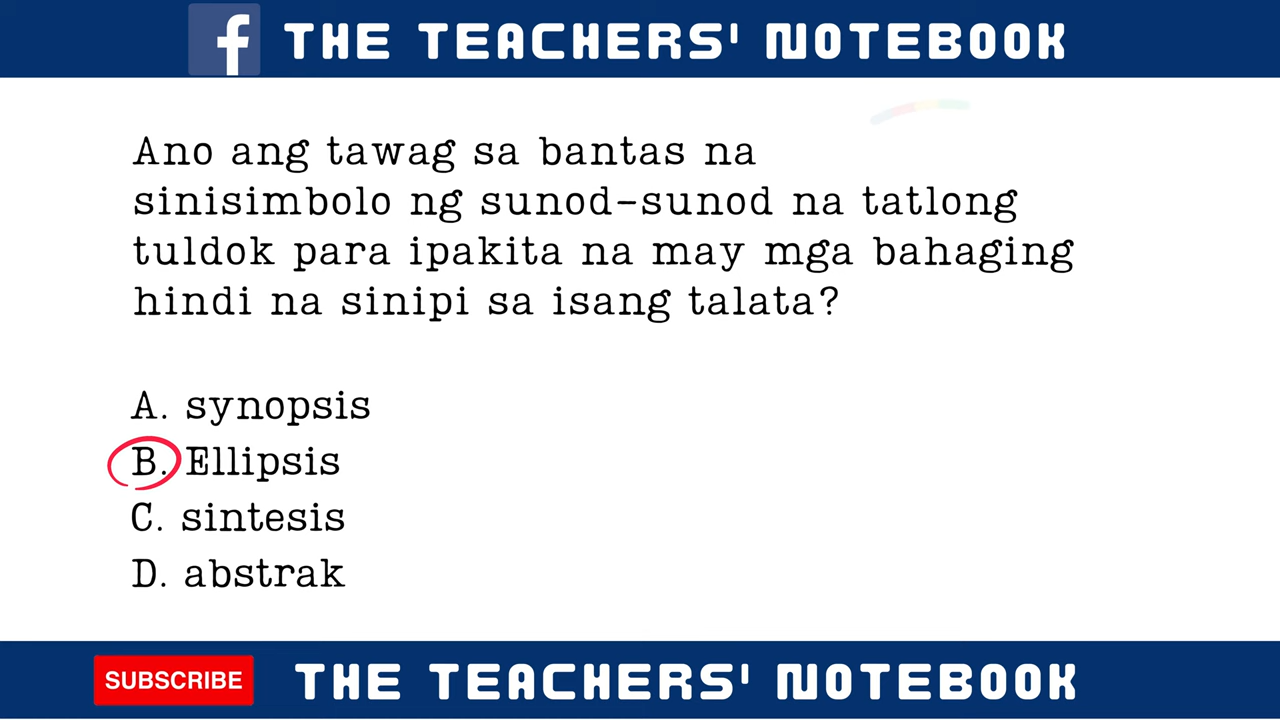 f THE TEACHERS' NOTEBOOK
Ano ang tawag sa bantas na
sinisimbolo ng sunod-sunod na tatlong
tuldok para ipakita na may mga bahaging
hindi na sinipi sa isang talata?
A. synopsis
B. Ellipsis
C. sintesis
D. abstrak
SUBSCRIBE THE TEACHERS' NOTEBOOK